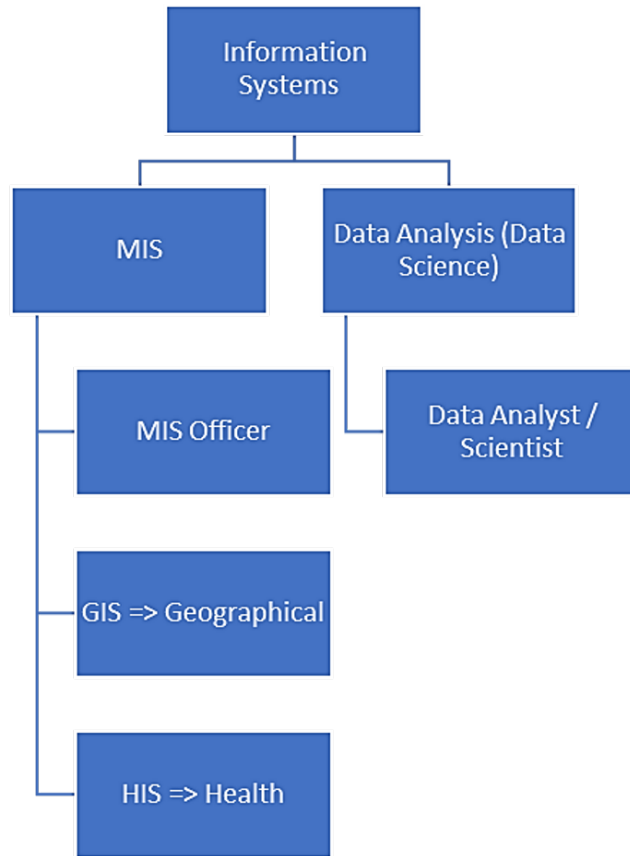 Information
Systems
MIS
Data Analysis (Data
Science)
MIS Officer
Data Analyst /
Scientist
GIS => Geographical
HIS => Health